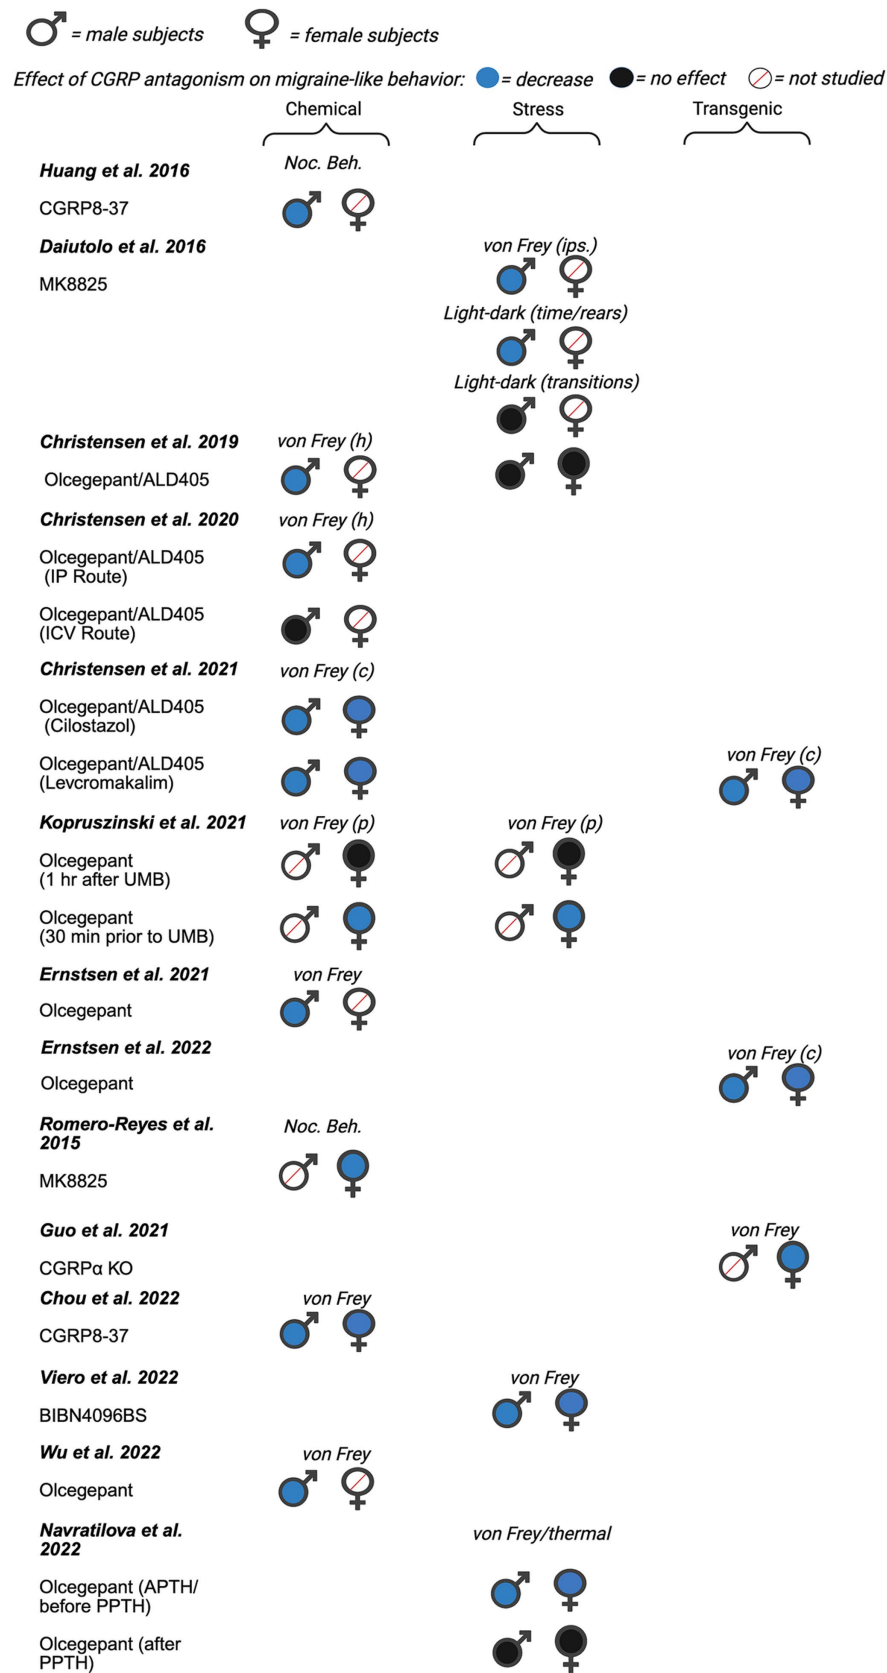 = male subjects
= female subjects
Effect of CGRP antagonism on migraine-like behavior: = decrease = no effect = not studied
Chemical Stress Transgenic
Huang et al. 2016 Noc. Beh.
CGRP8-37
Daiutolo et al. 2016 von Frey (ips.)
MK8825
Light-dark (time/rears)
Light-dark (transitions)
Christensen et al. 2019 von Frey (h)
Olcegepant/ALD405
Christensen et al. 2020 von Frey (h)
Olcegepant/ALD405
(IP Route)
Olcegepant/ALD405
(ICV Route)
Christensen et al. 2021 von Frey (c)
Olcegepant/ALD405
(Cilostazol)
Olcegepant/ALD405 von Frey (c)
(Levcromakalim)
Kopruszinski et al. 2021 von Frey (p) von Frey (p)
Olcegepant
(1 hr after UMB)
Olcegepant
(30 min prior to UMB)
Ernstsen et al. 2021 von Frey
Olcegepant
Ernstsen et al. 2022 von Frey (c)
Olcegepant
Romero-Reyes et al. Noc. Beh.
2015
MK8825
Guo et al. 2021 von Frey
CGRPα KO
Chou et al. 2022 von Frey
CGRP8-37
Viero et al. 2022 von Frey
BIBN4096BS
Wu et al. 2022 von Frey
Olcegepant
Navratilova et al. von Frey/thermal
2022
Olcegepant (APTH/
before PPTH)
Olcegepant (after
PPTH)